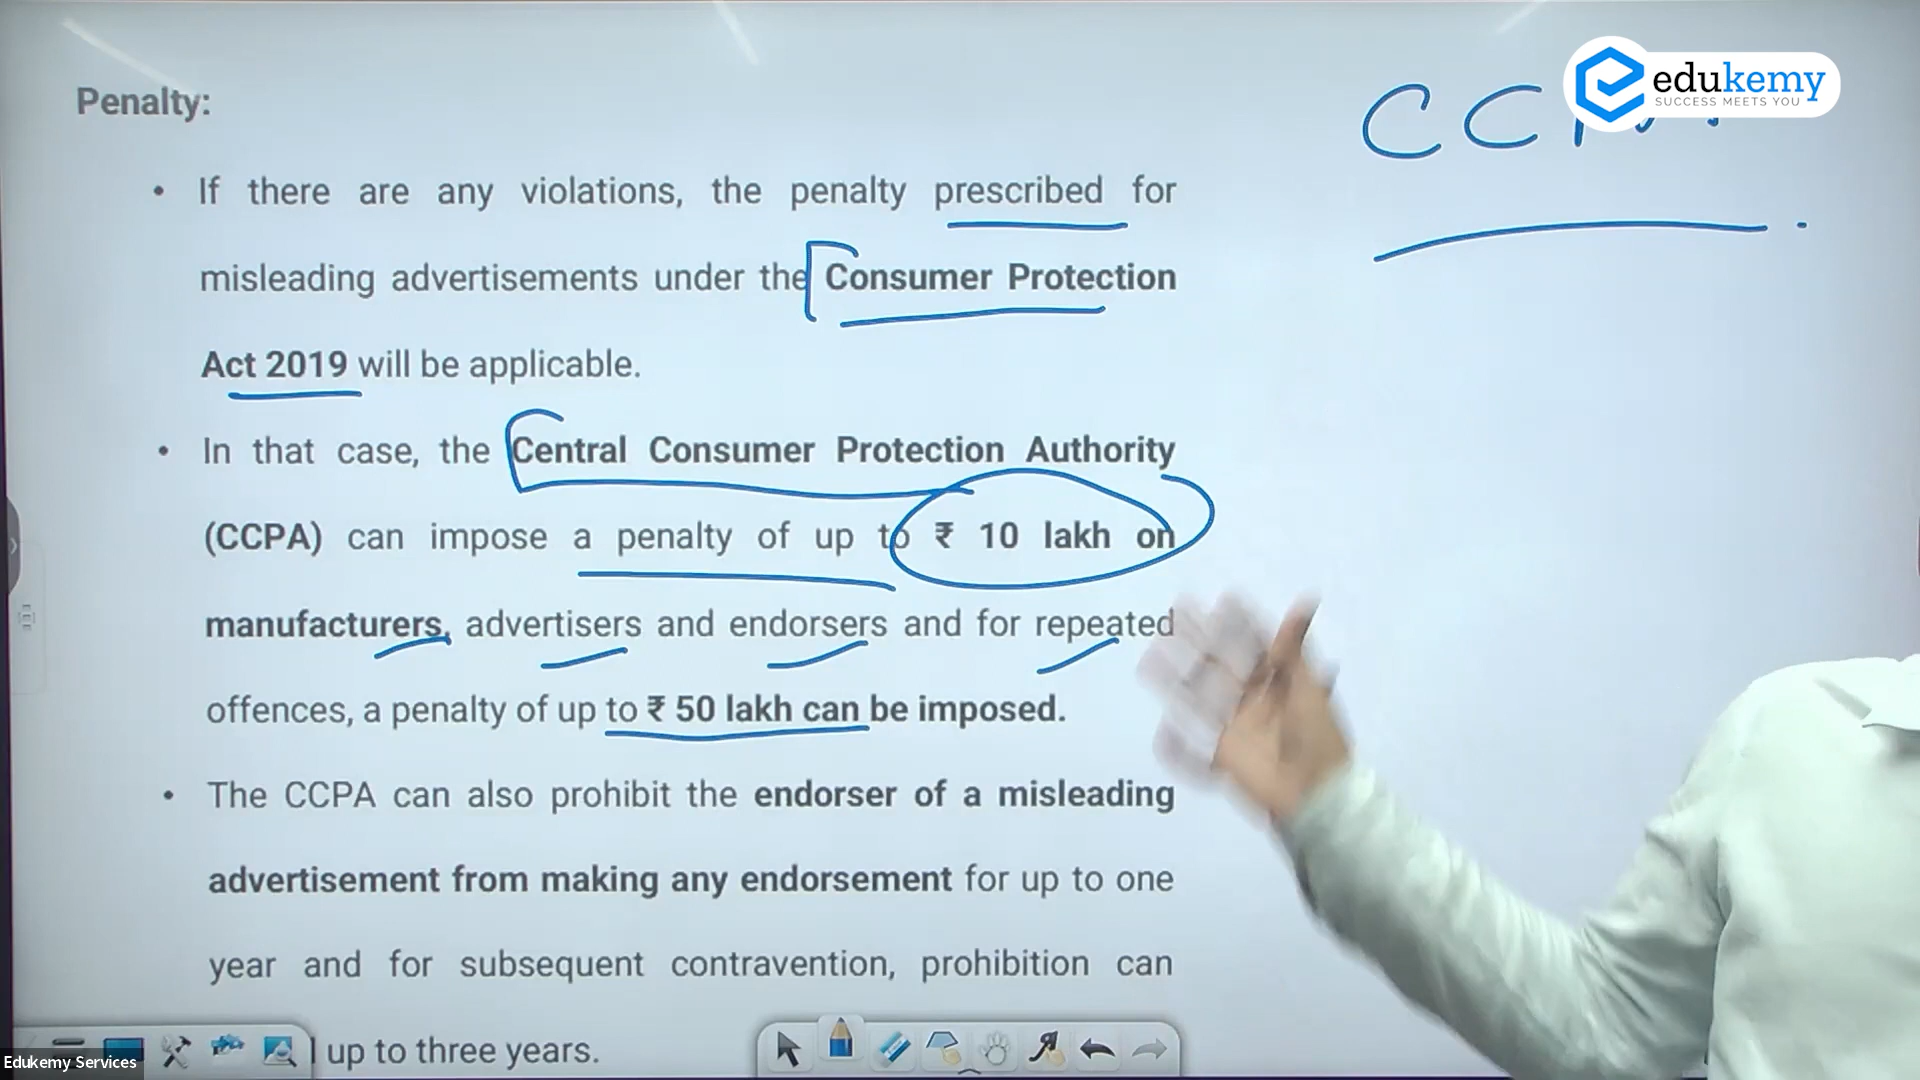 Penalty:
• If there are any violations, the penalty prescribed for
misleading advertisements under the Consumer Protection
Act 2019 will be applicable.
• In that case, the Central Consumer Protection Authority
(CCPA) can impose a penalty of up to ₹ 10 lakh on
manufacturers, advertisers and endorsers and for repeated
offences, a penalty of up to ₹ 50 lakh can be imposed.
• The CCPA can also prohibit the endorser of a misleading
advertisement from making any endorsement for up to one
year and for subsequent contravention, prohibition can
up to three years.
CC
edukemy
SUCCESS MEETS YOU
Edukemy Services